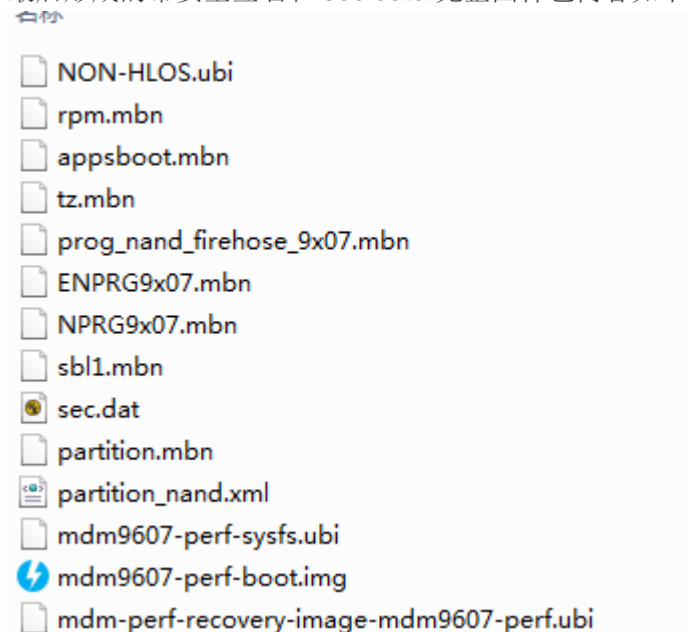 名称
NON-HLOS.ubi
rpm.mbn
appsboot.mbn
tz.mbn
prog_nand_firehose_9x07.mbn
ENPRG9x07.mbn
NPRG9x07.mbn
sbl1.mbn
sec.dat
partition.mbn
partition_nand.xml
mdm9607-perf-sysfs.ubi
mdm9607-perf-boot.img
mdm-perf-recovery-image-mdm9607-perf.ubi